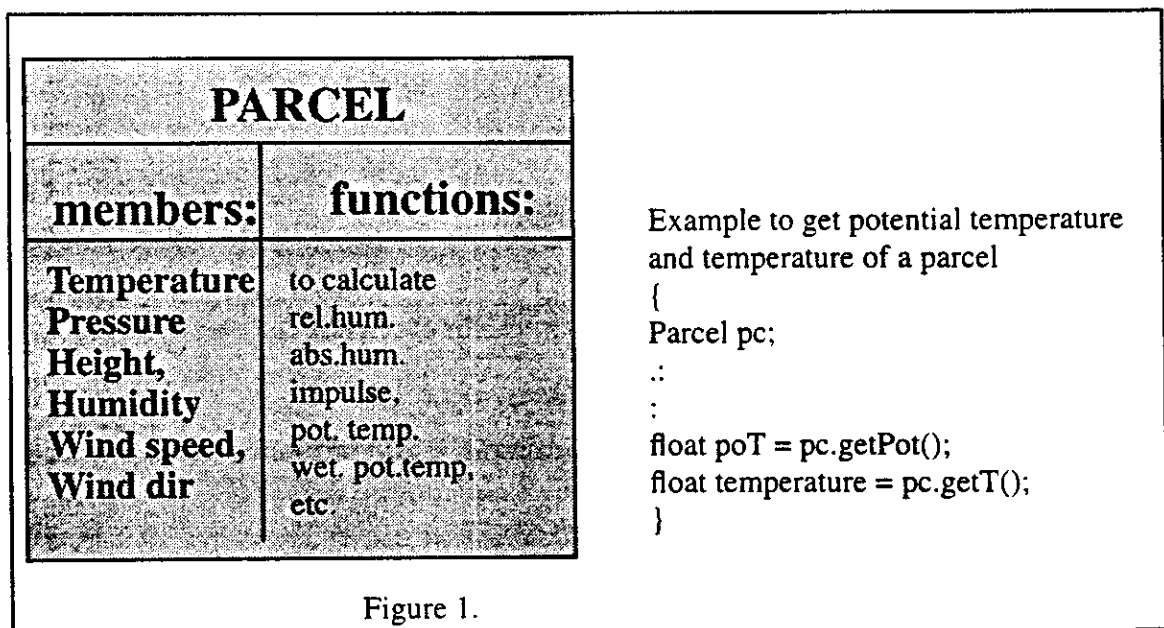 PARCEL
members:
functions:
Temperature
Pressure
Height,
Humidity
Wind speed,
Wind dir
to calculate
rel.hum.
abs.hum.
impulse,
pot. temp.
wet. pot.temp,
etc.
Example to get potential temperature
and temperature of a parcel
{
Parcel pc;
.:
:
float poT = pc.getPot();
float temperature = pc.getT();
}
Figure 1.